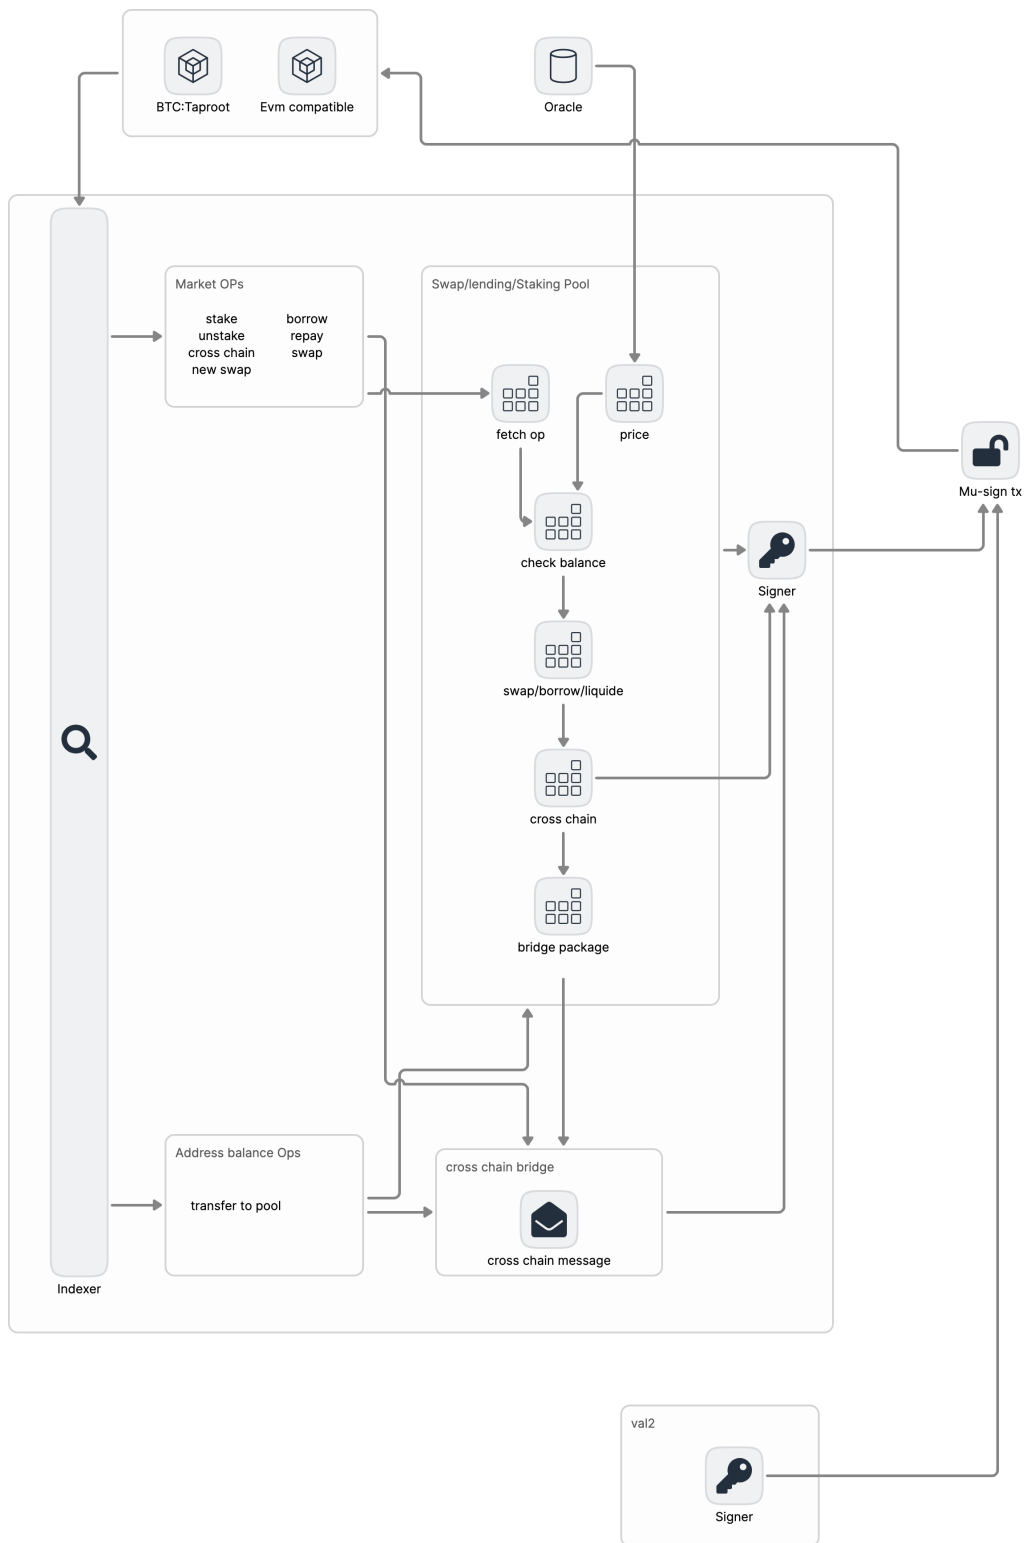 BTC:Taproot
Evm compatible
Oracle
Market OPs
stake
unstake
cross chain
new swap
borrow
repay
swap
Swap/lending/Staking Pool
fetch op
price
check balance
swap/borrow/liquide
cross chain
bridge package
Signer
Mu-sign tx
Address balance Ops
transfer to pool
cross chain bridge
cross chain message
Indexer
val2
Signer